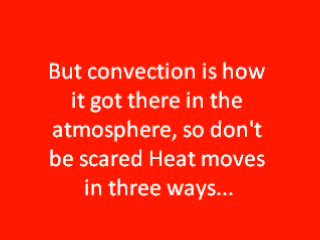 But convection is how
it got there in the
atmosphere, so don't
be scared Heat moves
in three ways...